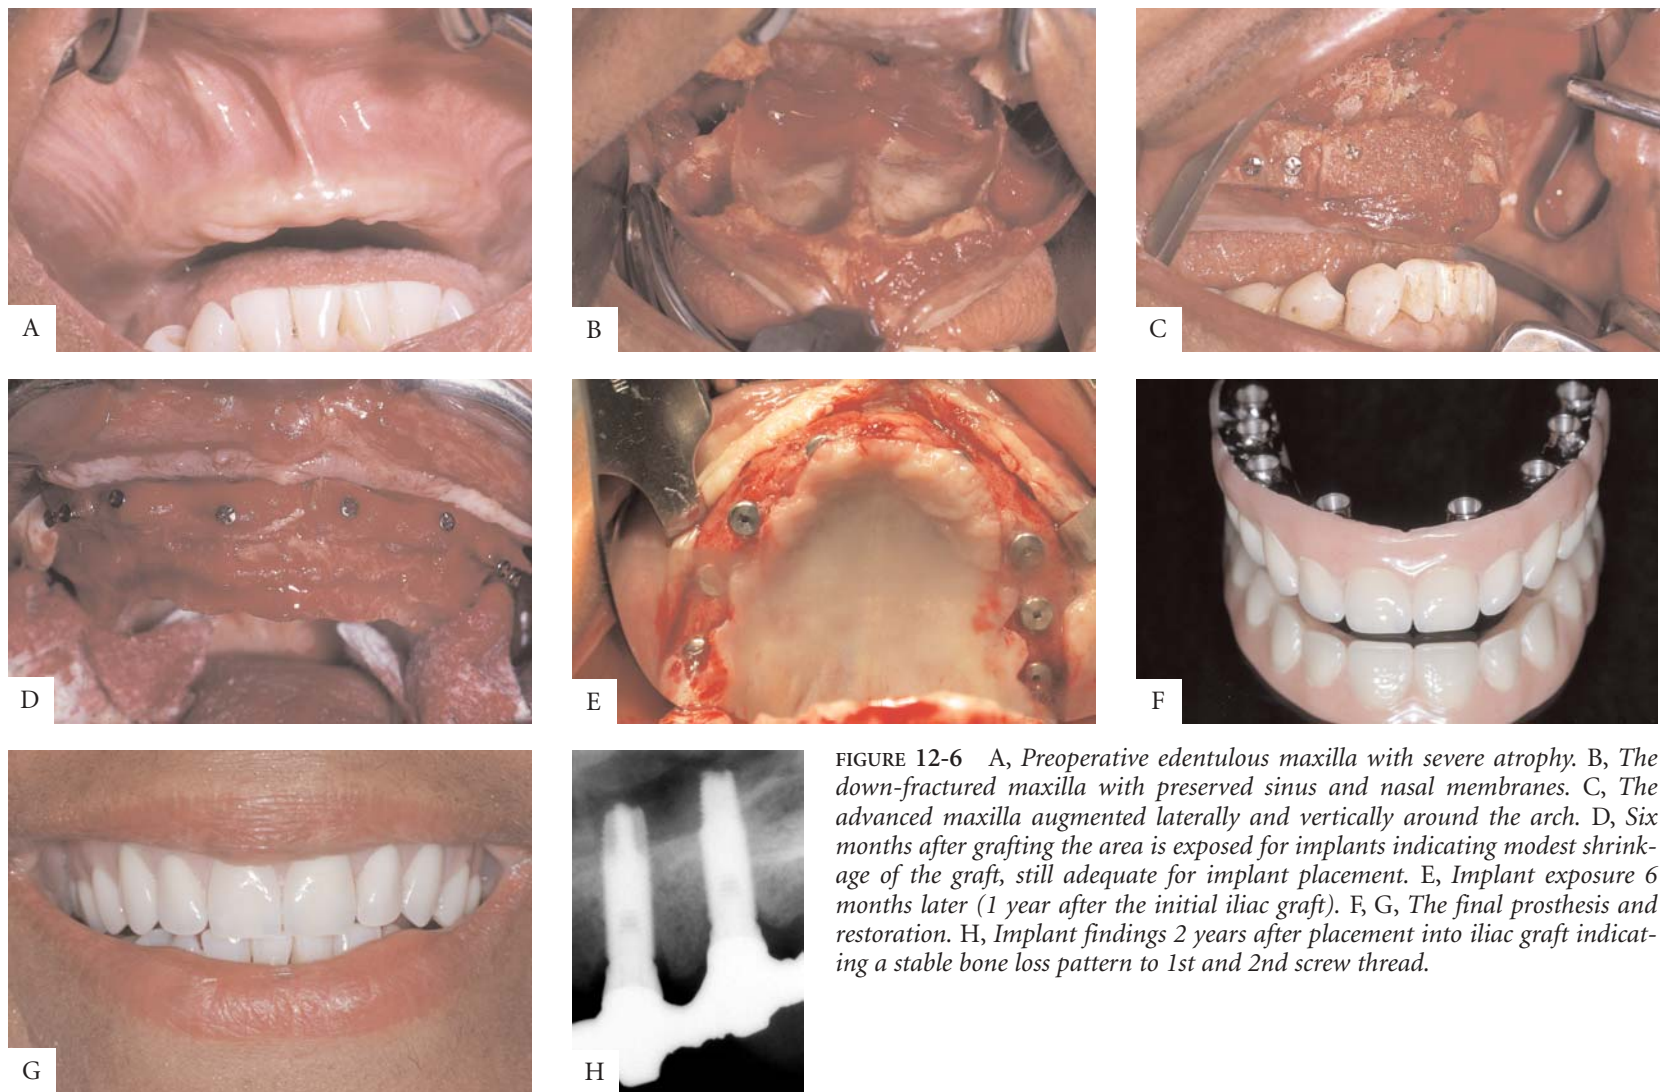 A
B
C
D
E
F
G
H
FIGURE 12-6 A, Preoperative edentulous maxilla with severe atrophy. B, The
down-fractured maxilla with preserved sinus and nasal membranes. C, The
advanced maxilla augmented laterally and vertically around the arch. D, Six
months after grafting the area is exposed for implants indicating modest shrink-
age of the graft, still adequate for implant placement. E, Implant exposure 6
months later (1 year after the initial iliac graft). F, G, The final prosthesis and
restoration. H, Implant findings 2 years after placement into iliac graft indicat-
ing a stable bone loss pattern to 1st and 2nd screw thread.